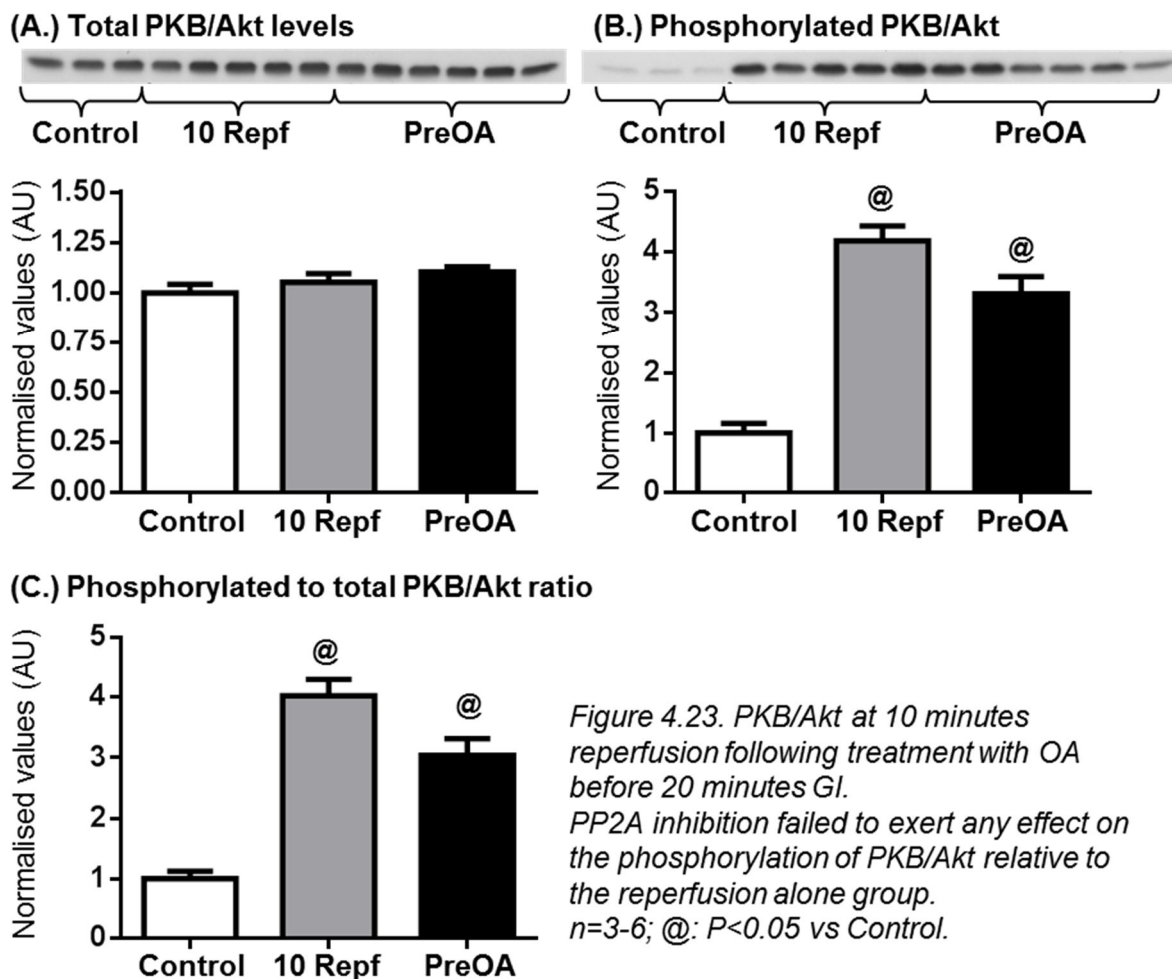 (A.) Total PKB/Akt levels
Control 10 Repf PreOA
Normalised values (AU)
1.50
1.25
1.00
0.75
0.50
0.25
0.00
Control 10 Repf PreOA
(B.) Phosphorylated PKB/Akt
Control 10 Repf PreOA
Normalised values (AU)
5
4
3
2
1
0
@
@
Control 10 Repf PreOA
(C.) Phosphorylated to total PKB/Akt ratio
Normalised values (AU)
5
4
3
2
1
0
@
@
Control 10 Repf PreOA
Figure 4.23. PKB/Akt at 10 minutes
reperfusion following treatment with OA
before 20 minutes GI.
PP2A inhibition failed to exert any effect on
the phosphorylation of PKB/Akt relative to
the reperfusion alone group.
n=3-6; @: P<0.05 vs Control.